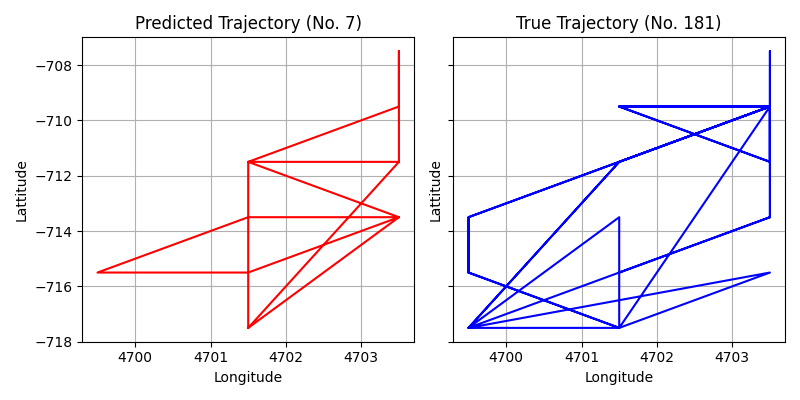 Predicted Trajectory (No. 7)
True Trajectory (No. 181)
Lattitude
−708
−710
−712
−714
−716
−718
4700
4701
4702
4703
Longitude
Lattitude
4700
4701
4702
4703
Longitude